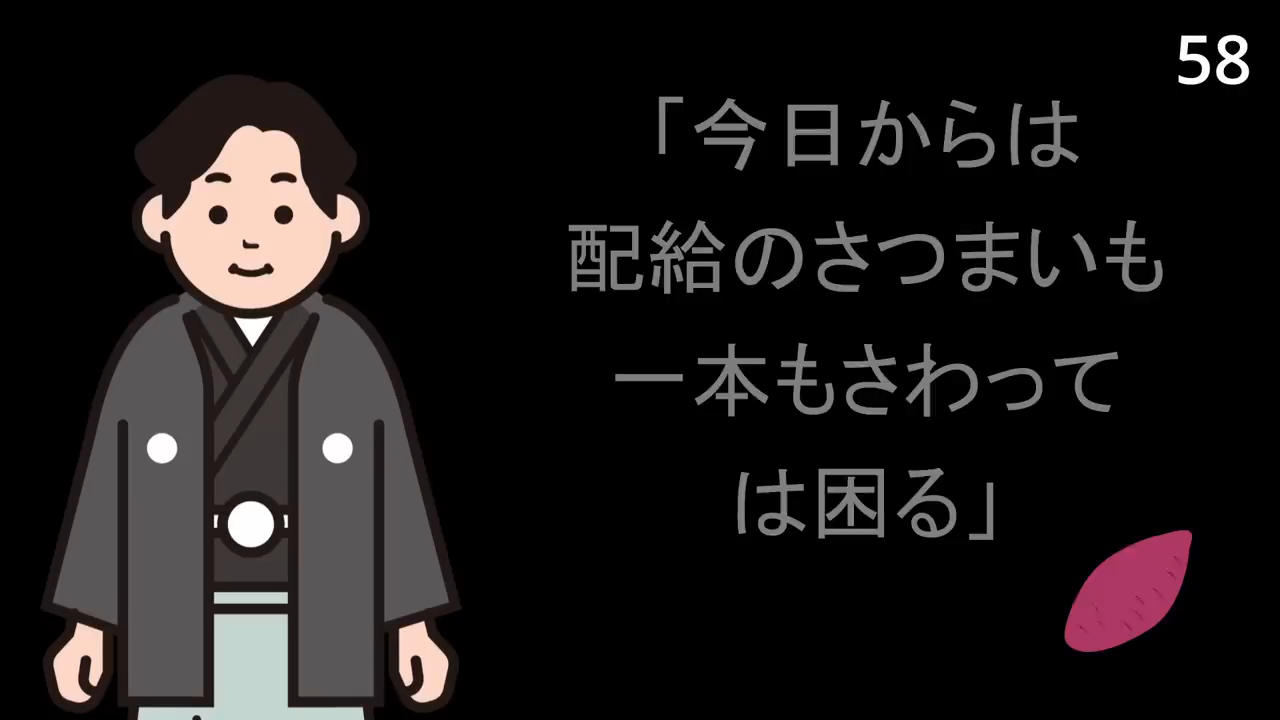 58
「今日からは
配給のさつまいも
一本もさわって
は困る」